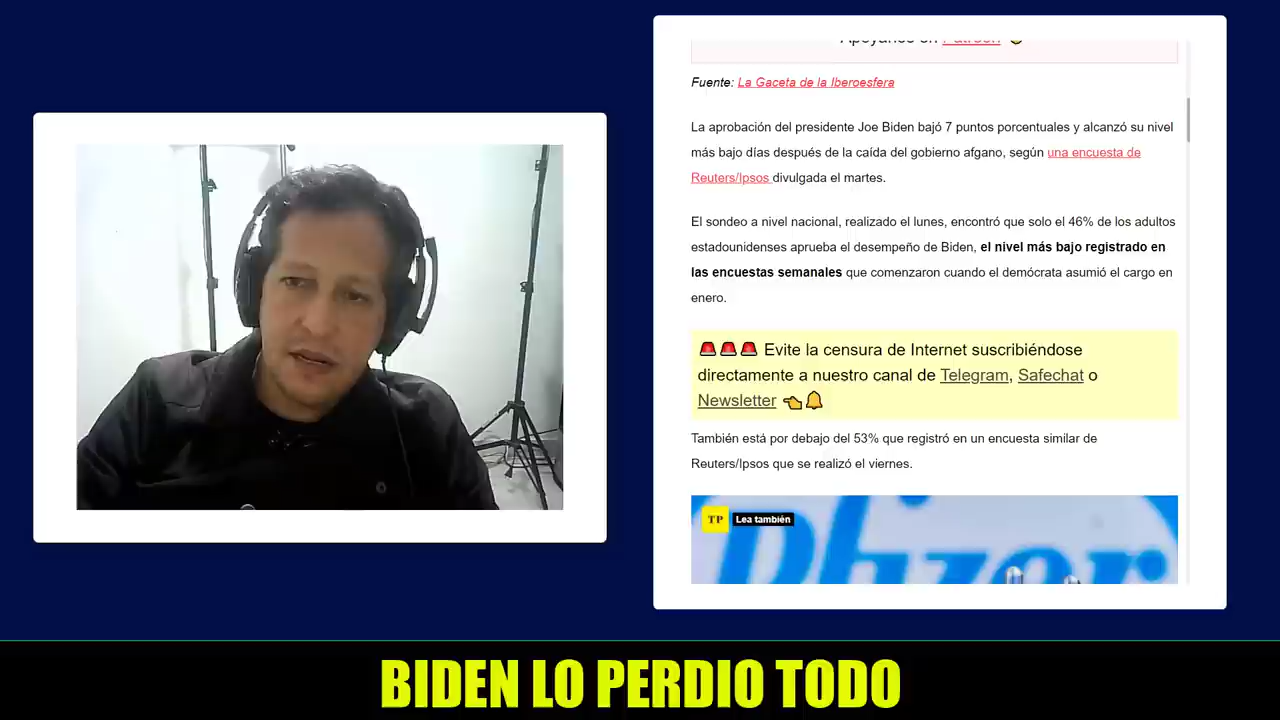 Apóyanos en Patreon
Fuente: La Gaceta de la Iberoesfera
La aprobación del presidente Joe Biden bajó 7 puntos porcentuales y alcanzó su nivel
más bajo días después de la caída del gobierno afgano, según una encuesta de
Reuters/Ipsos divulgada el martes.
El sondeo a nivel nacional, realizado el lunes, encontró que solo el 46% de los adultos
estadounidenses aprueba el desempeño de Biden, el nivel más bajo registrado en
las encuestas semanales que comenzaron cuando el demócrata asumió el cargo en
enero.
🚨🚨🚨 Evite la censura de Internet suscribiéndose
directamente a nuestro canal de Telegram, Safechat o
Newsletter 👈🔔
También está por debajo del 53% que registró en un encuesta similar de
Reuters/Ipsos que se realizó el viernes.
TP Lea también
Pfizer
BIDEN LO PERDIO TODO